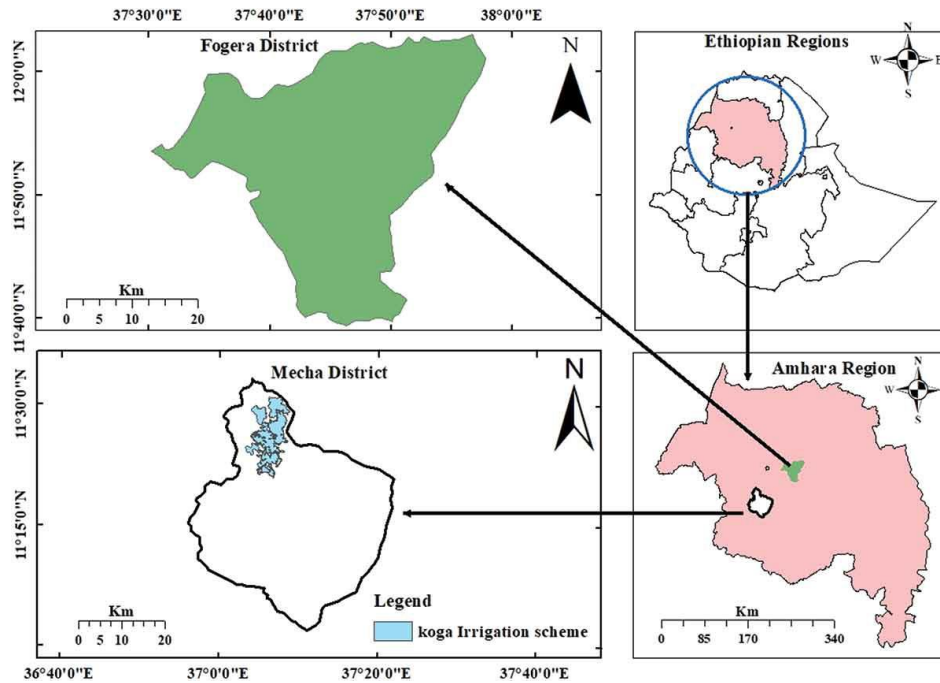 37°30'0"E 37°40'0"E 37°50'0"E 38°0'0"E
Fogera District
N
12°0'0"N
11°50'0"N
11°40'0"N
Km
0 5 10 20
Ethiopian Regions
N
W E
S
Mecha District
N
11°30'0"N
11°15'0"N
Km
0 5 10 20
Legend
koga Irrigation scheme
36°40'0"E 37°0'0"E 37°20'0"E 37°40'0"E
Amhara Region
N
W E
S
Km
0 85 170 340